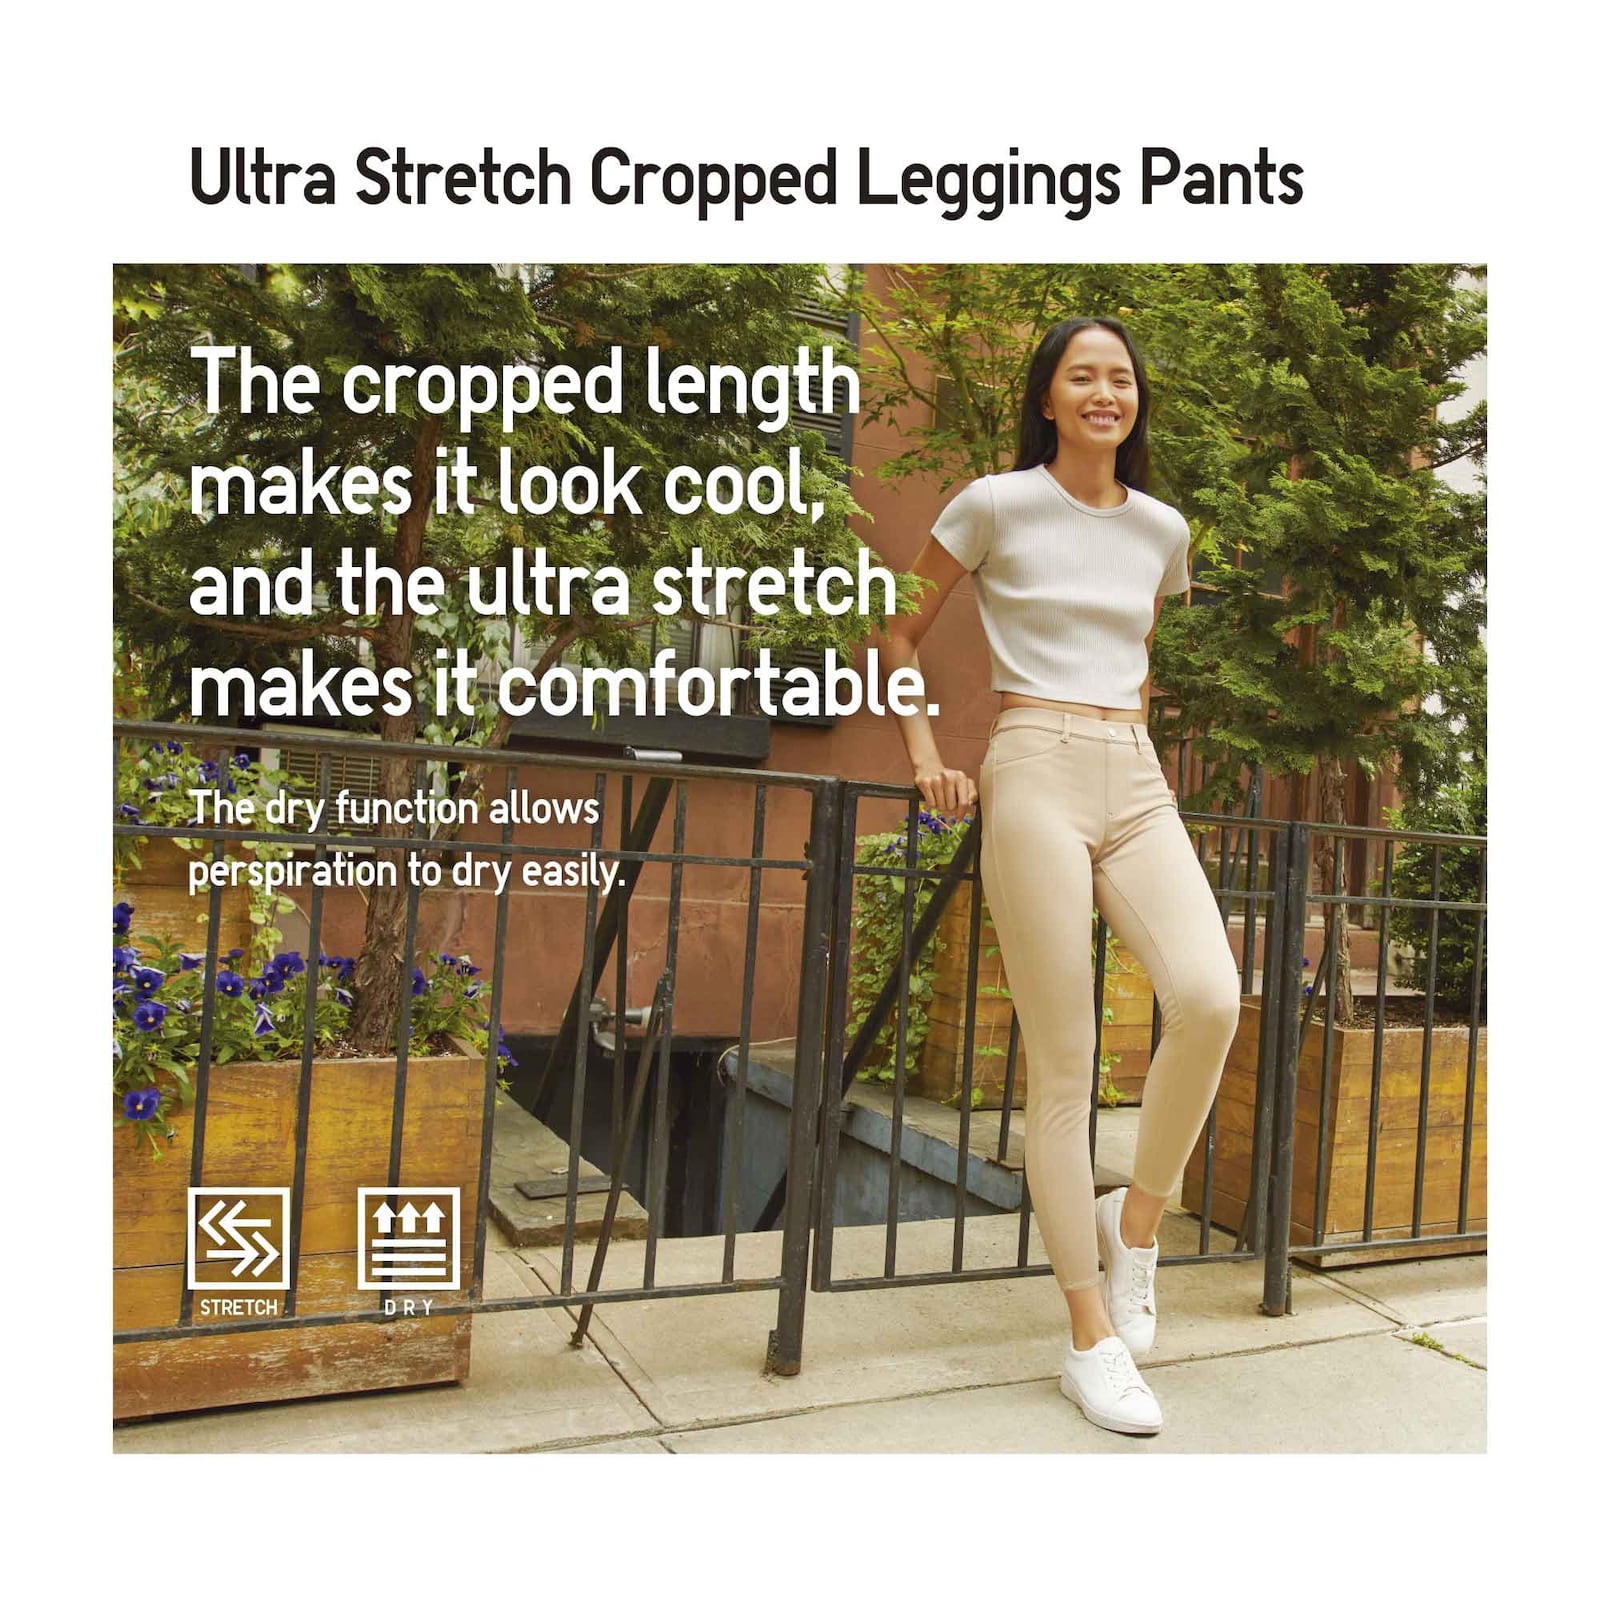 Ultra Stretch Cropped Leggings Pants
The cropped length
makes it look cool,
and the ultra stretch
makes it comfortable.
The dry function allows
perspiration to dry easily.
STRETCH
DRY